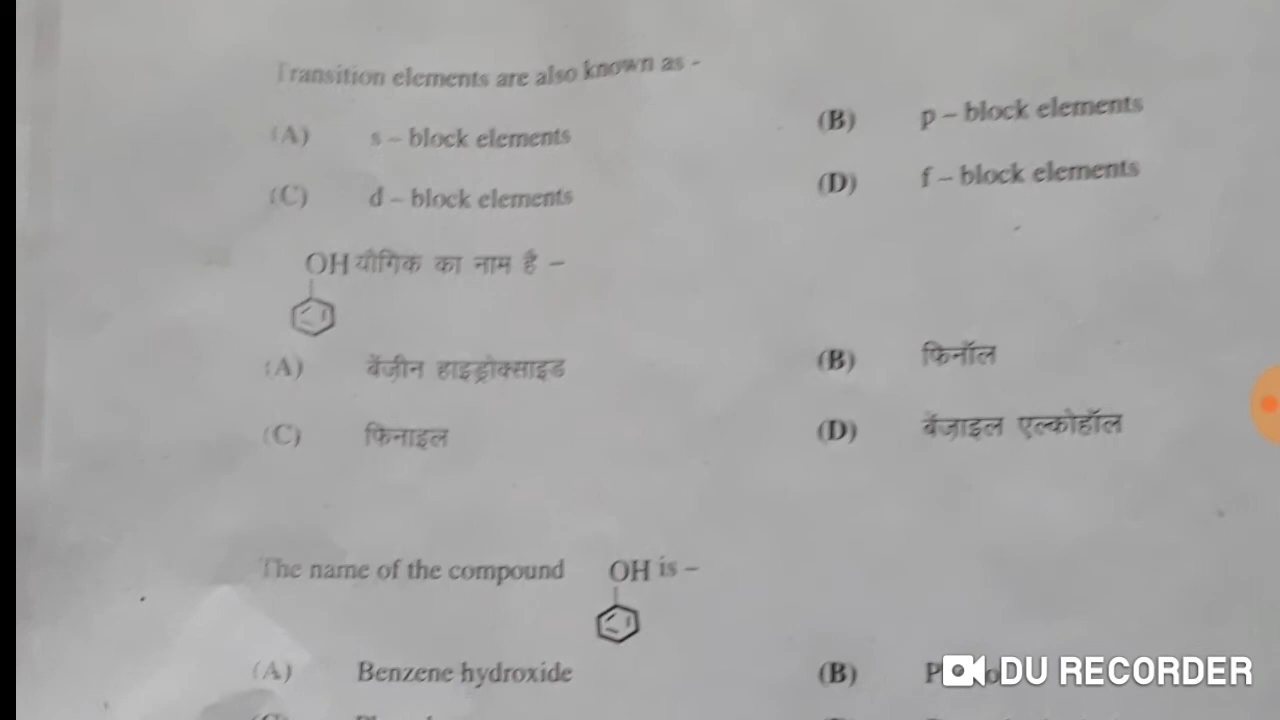 Transition elements are also known as -
(A) s – block elements (B) p – block elements
(C) d – block elements (D) f – block elements
OH यौगिक का नाम है –
(A) बेंज़ीन हाइड्रोक्साइड (B) फिनॉल
(C) फिनाइल (D) बेंज़ाइल एल्कोहॉल
The name of the compound OH is –
(A) Benzene hydroxide (B)
DU RECORDER